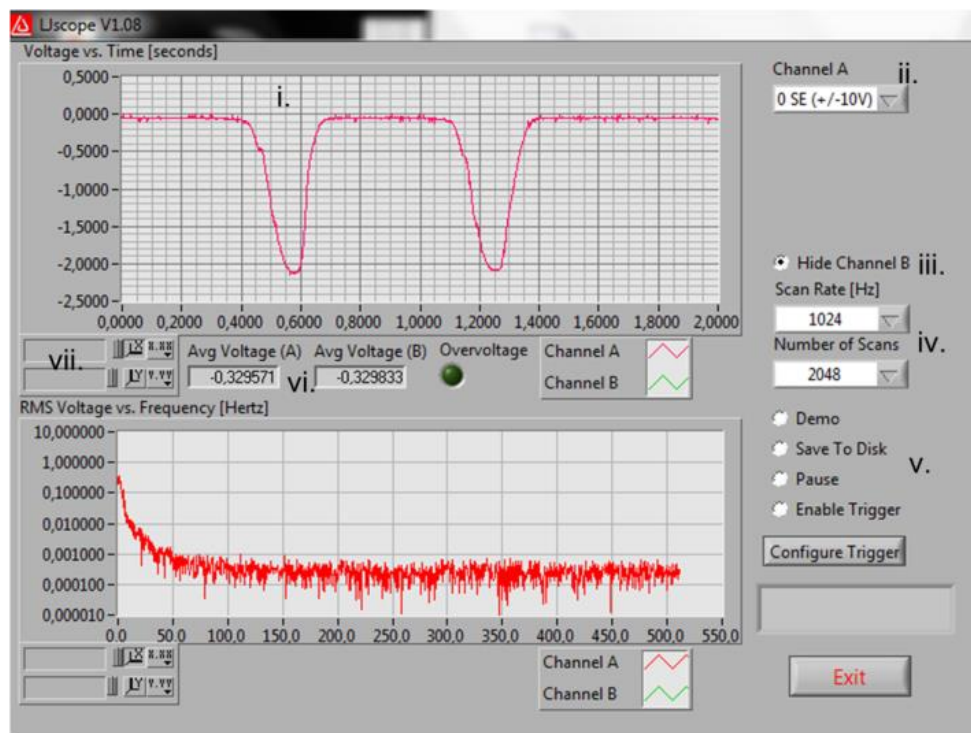 LJscope V1.08
Voltage vs. Time [seconds]
0,5000
0,0000
-0,5000
-1,0000
-1,5000
-2,0000
-2,5000
0,0000 0,2000 0,4000 0,6000 0,8000 1,0000 1,2000 1,4000 1,6000 1,8000 2,0000
i.
Channel A
ii.
0 SE (+/-10V)
Hide Channel B iii.
Scan Rate [Hz]
1024
Number of Scans iv.
2048
vii.
X.XX
Y.YY
Avg Voltage (A) Avg Voltage (B) Overvoltage
-0,329571 vi. -0,329833
Channel A
Channel B
Demo
Save To Disk
v.
Pause
Enable Trigger
Configure Trigger
Exit
RMS Voltage vs. Frequency [Hertz]
10,000000
1,000000
0,100000
0,010000
0,001000
0,000100
0,000010
0,0 50,0 100,0 150,0 200,0 250,0 300,0 350,0 400,0 450,0 500,0 550,0
X.XX
Y.YY
Channel A
Channel B